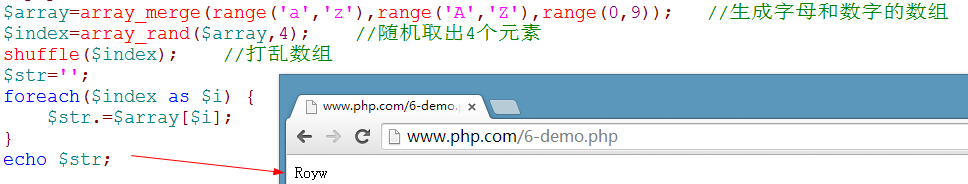 $array=array_merge(range('a','z'),range('A','Z'),range(0,9));   //生成字母和数字的数组
$index=array_rand($array,4);    //随机取出4个元素
shuffle($index);    //打乱数组
$str='';
foreach($index as $i) {
    $str.=$array[$i];
}
echo $str;
www.php.com/6-demo.p
www.php.com/6-demo.php
Royw